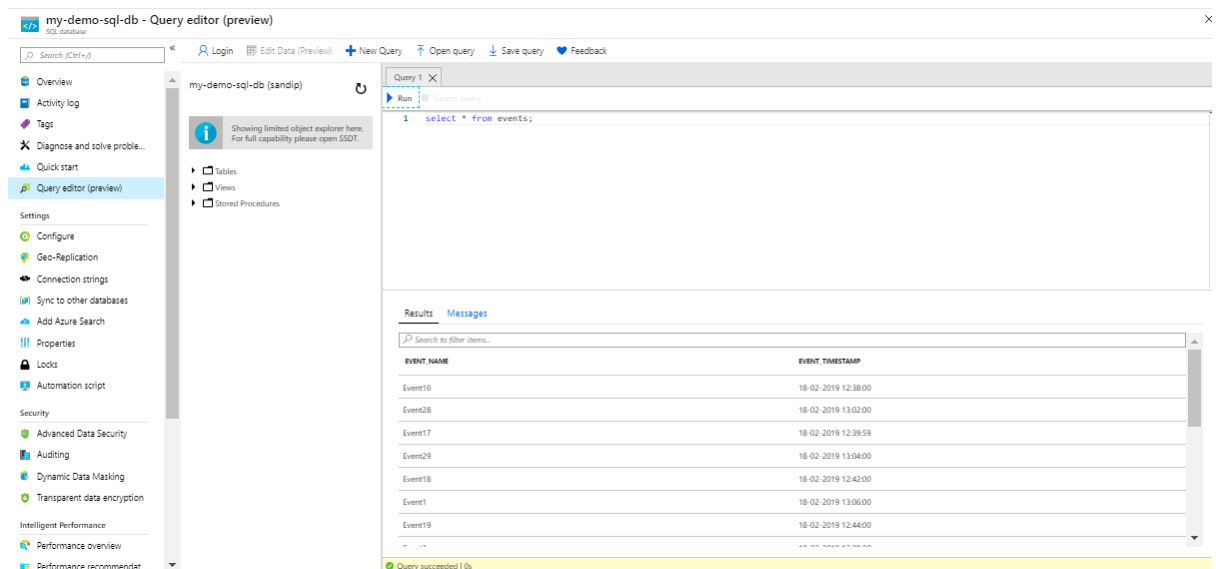 my-demo-sql-db - Query editor (preview)
SQL database
Search (Ctrl+/)
Overview
Activity log
Tags
Diagnose and solve proble...
Quick start
Query editor (preview)
Settings
Configure
Geo-Replication
Connection strings
Sync to other databases
Add Azure Search
Properties
Locks
Automation script
Security
Advanced Data Security
Auditing
Dynamic Data Masking
Transparent data encryption
Intelligent Performance
Performance overview
Performance recommendat
Login Edit Data (Preview) New Query Open query Save query Feedback
my-demo-sql-db (sandip)
Showing limited object explorer here.
For full capability please open SSDT.
Tables
Views
Stored Procedures
Query 1
Run Cancel query
1 select * from events;
Results Messages
Search to filter items...
EVENT_NAME EVENT_TIMESTAMP
Event16 18-02-2019 12:38:00
Event28 18-02-2019 13:02:00
Event17 18-02-2019 12:39:59
Event29 18-02-2019 13:04:00
Event18 18-02-2019 12:42:00
Event1 18-02-2019 13:06:00
Event19 18-02-2019 12:44:00
Query succeeded | 0s